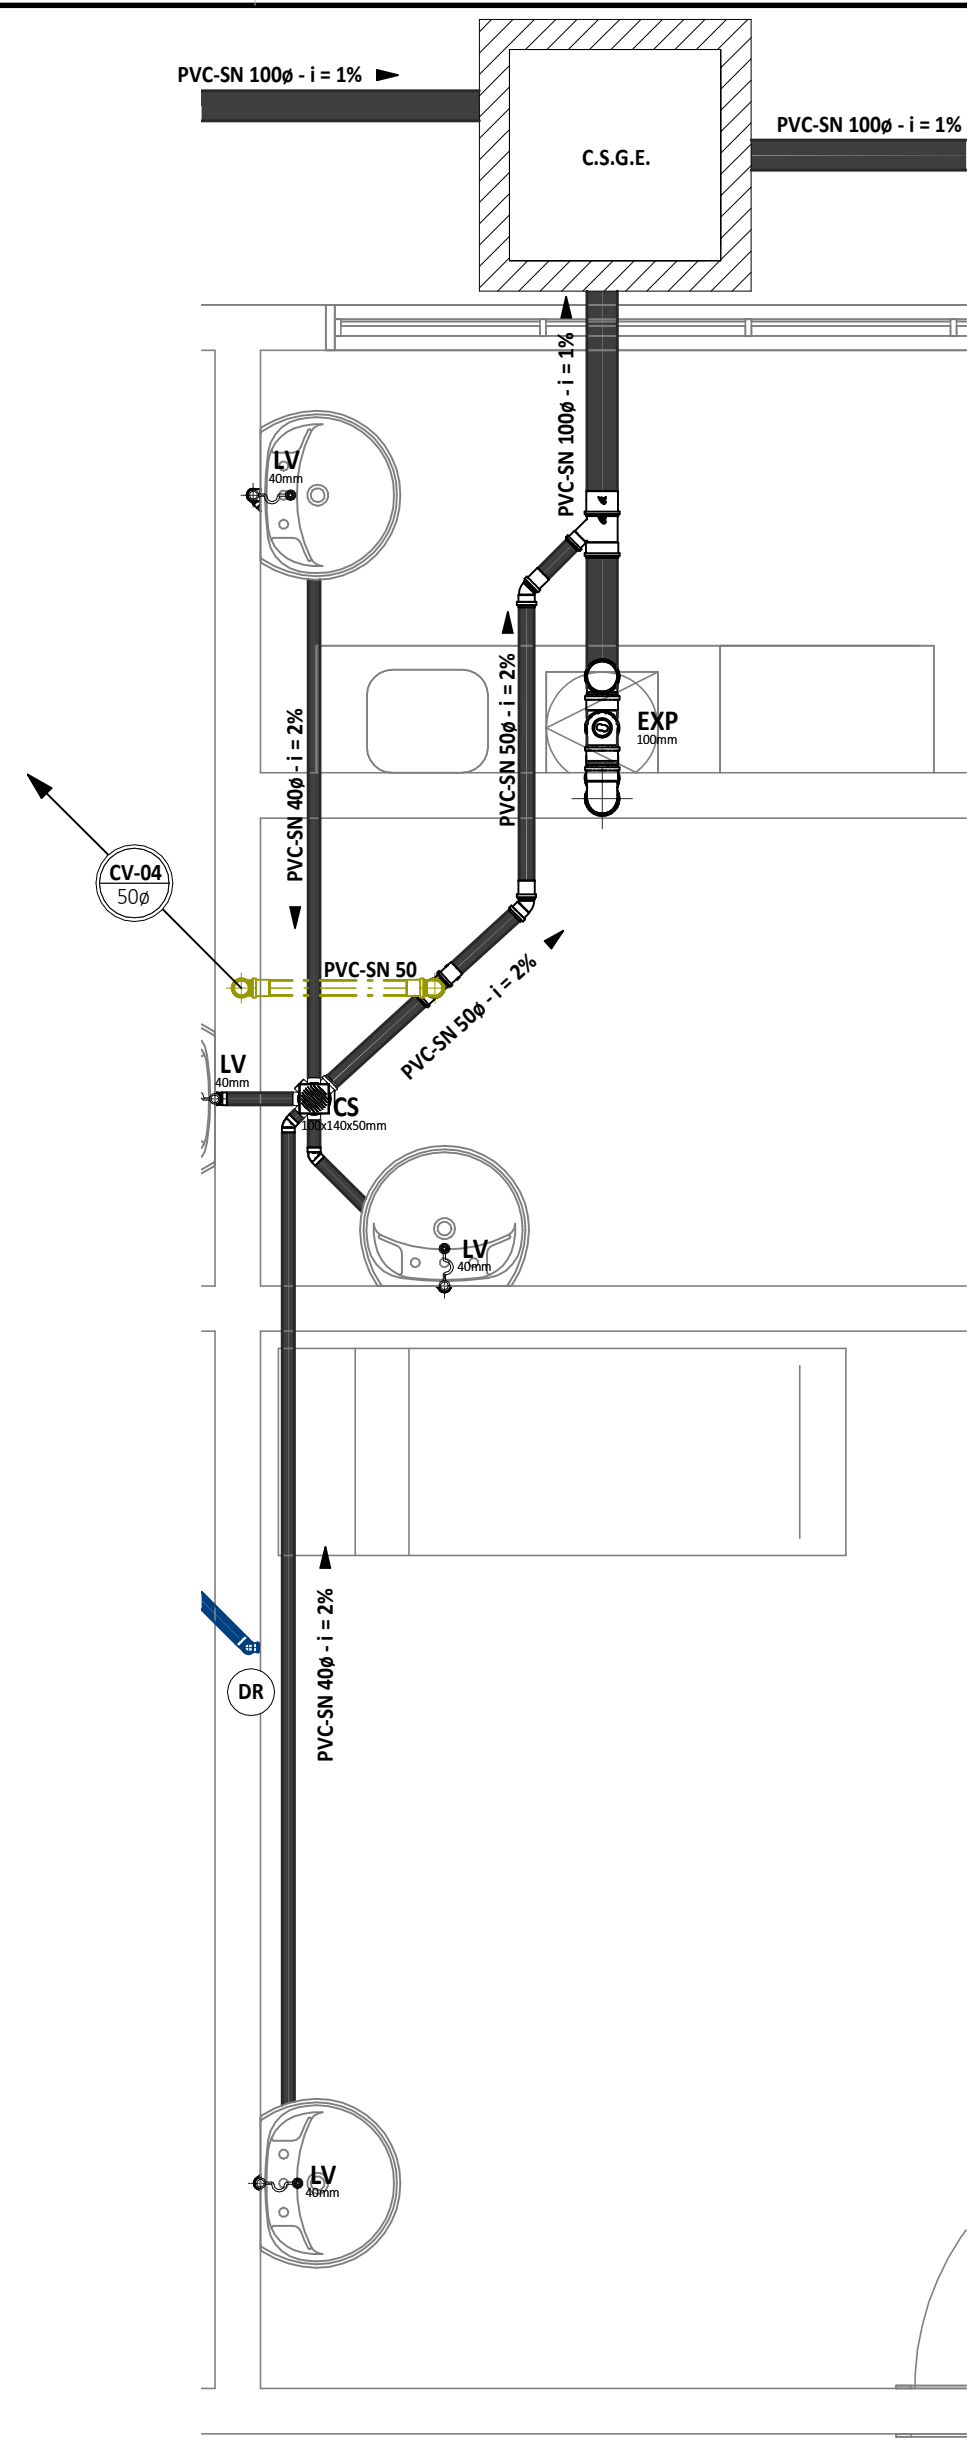 PVC-SN 100ø - i = 1%
PVC-SN 100ø - i = 1%
C.S.G.E.
PVC-SN 100ø - i = 1%
LV
40mm
PVC-SN 50ø - i = 2%
PVC-SN 40ø - i = 2%
EXP
100mm
CV-04
50ø
PVC-SN 50
PVC-SN 50ø - i = 2%
LV
40mm
CS
100x140x50mm
LV
40mm
PVC-SN 40ø - i = 2%
DR
LV
40mm